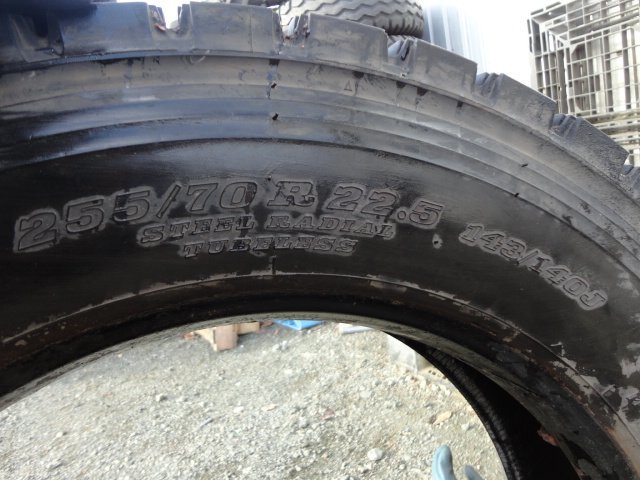 255/70 R 22.5 143/140J
STEEL RADIAL
TUBELESS